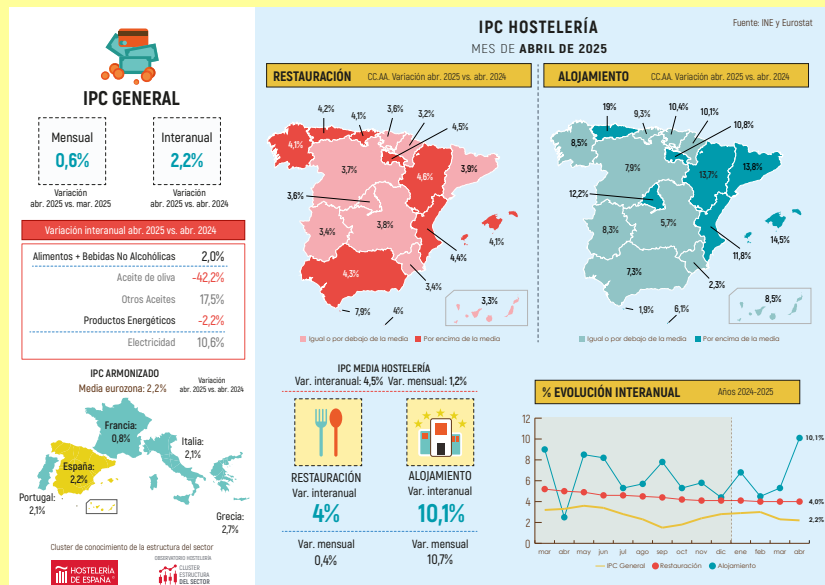 IPC GENERAL
Mensual
0,6%
Variación
abr. 2025 vs. mar. 2025
Interanual
2,2%
Variación
abr. 2025 vs. abr. 2024
Variación interanual abr. 2025 vs. abr. 2024
Alimentos + Bebidas No Alcohólicas 2,0%
Aceite de oliva -42,2%
Otros Aceites 17,5%
Productos Energéticos -2,2%
Electricidad 10,6%
IPC ARMONIZADO
Media eurozona: 2,2%
Variación
abr. 2025 vs. abr. 2024
Francia:
0,8%
Italia:
2,1%
España:
2,2%
Portugal:
2,1%
Grecia:
2,7%
Cluster de conocimiento de la estructura del sector
HOSTELERÍA
DE ESPAÑA
OBSERVATORIO HOSTELERÍA
CLUSTER
ESTRUCTURA
DEL SECTOR
IPC HOSTELERÍA
MES DE ABRIL DE 2025
Fuente: INE y Eurostat
RESTAURACIÓN CC.AA. Variación abr. 2025 vs. abr. 2024
4,2%
4,1%
3,6%
3,2%
4,5%
4,1%
3,7%
4,6%
3,9%
3,6%
3,4%
3,8%
4,1%
4,4%
4,3%
3,4%
7,9%
4%
3,3%
Igual o por debajo de la media
Por encima de la media
ALOJAMIENTO CC.AA. Variación abr. 2025 vs. abr. 2024
19%
9,3%
10,4%
10,1%
10,8%
8,5%
7,9%
13,7%
13,8%
12,2%
8,3%
5,7%
14,5%
11,8%
7,3%
2,3%
1,9%
6,1%
8,5%
Igual o por debajo de la media
Por encima de la media
IPC MEDIA HOSTELERÍA
Var. interanual: 4,5% Var. mensual: 1,2%
RESTAURACIÓN
Var. interanual
4%
Var. mensual
0,4%
ALOJAMIENTO
Var. interanual
10,1%
Var. mensual
10,7%
% EVOLUCIÓN INTERANUAL Años 2024-2025
12
10
8
6
4
2
0
10,1%
4,0%
2,2%
mar abr may jun jul ago sep oct nov dec ene feb mar abr
IPC General Restauración Alojamiento